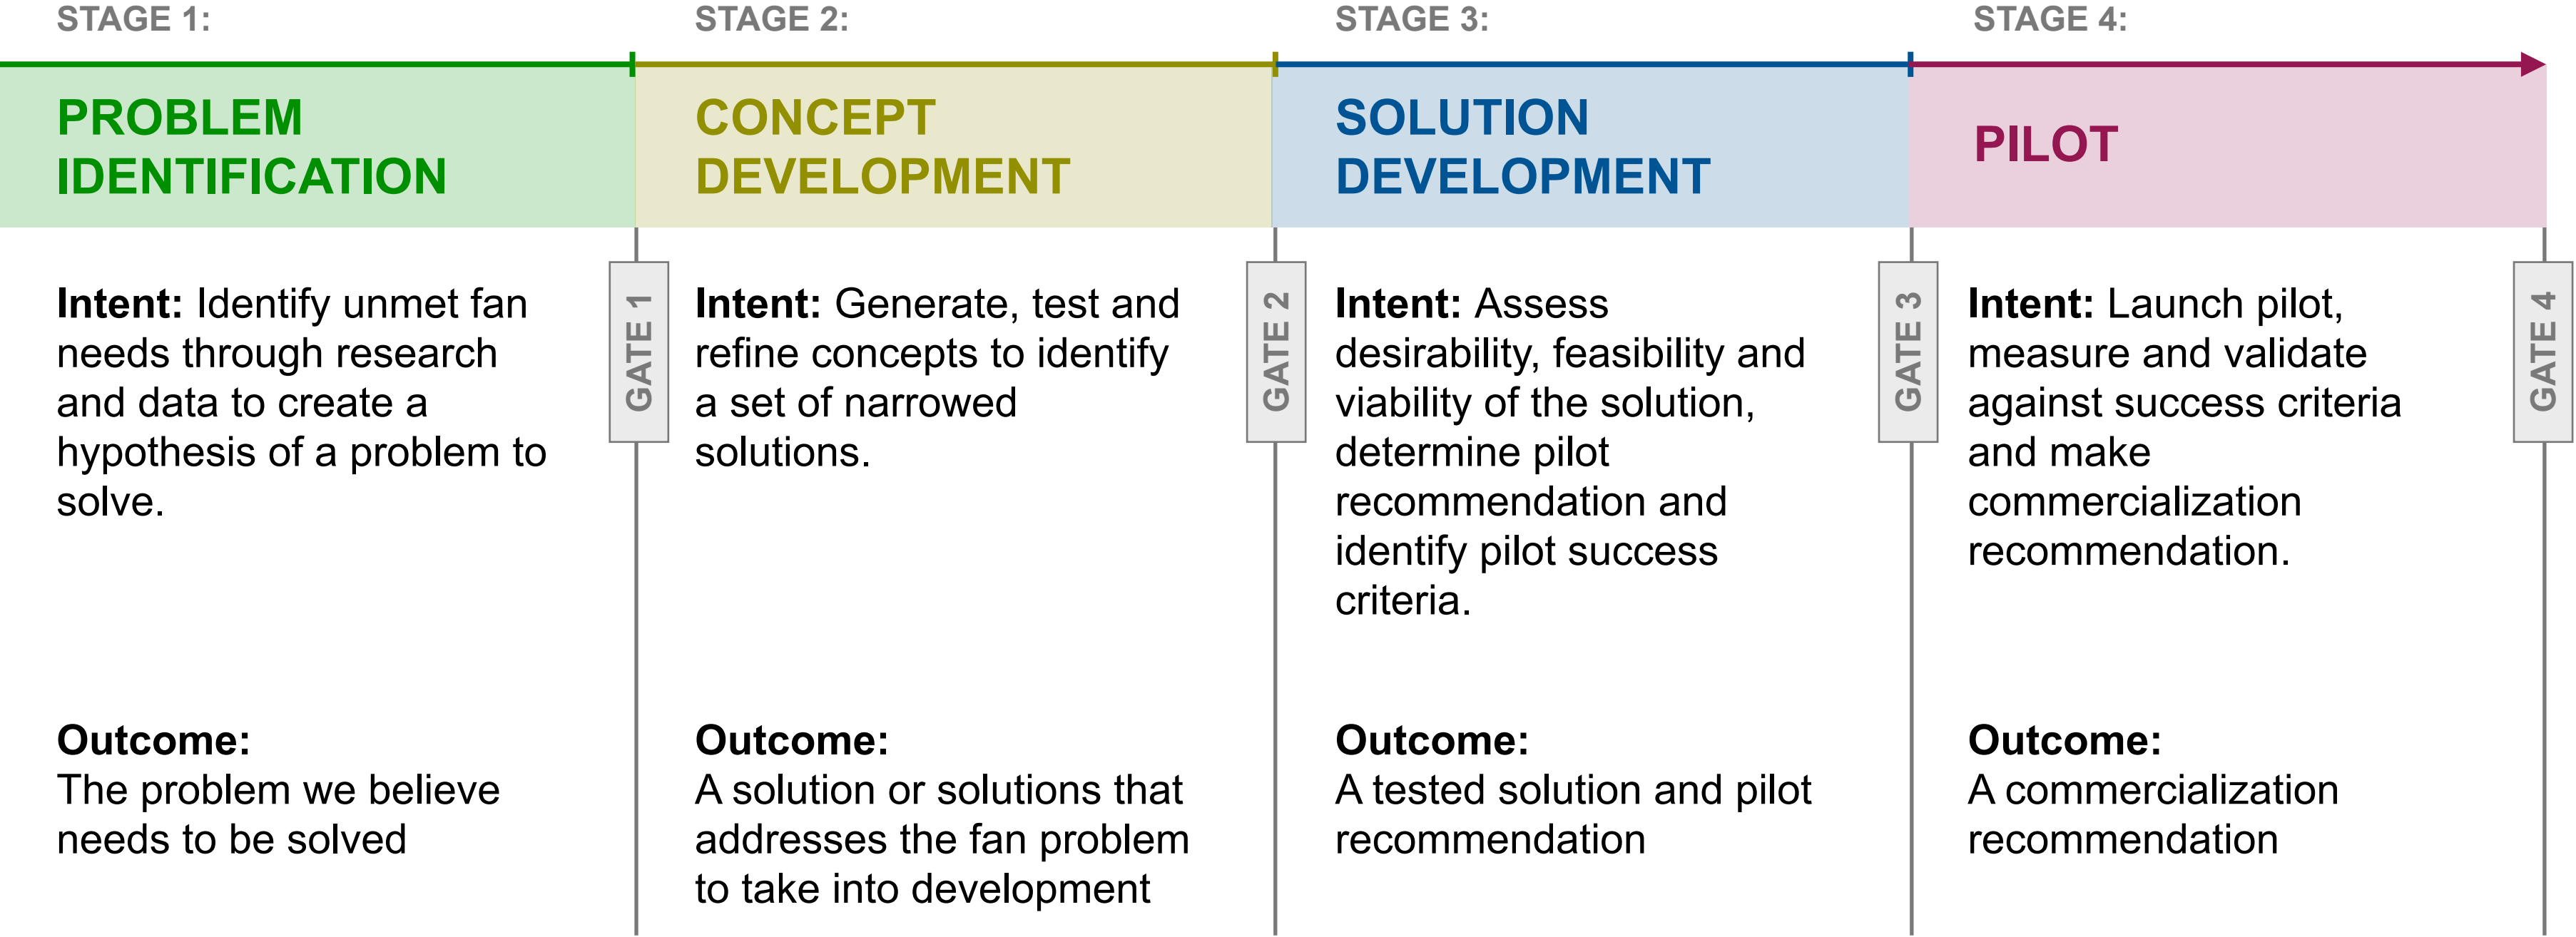 STAGE 1:
PROBLEM
IDENTIFICATION
Intent: Identify unmet fan
needs through research
and data to create a
hypothesis of a problem to
solve.
Outcome:
The problem we believe
needs to be solved
GATE 1
STAGE 2:
CONCEPT
DEVELOPMENT
Intent: Generate, test and
refine concepts to identify
a set of narrowed
solutions.
Outcome:
A solution or solutions that
addresses the fan problem
to take into development
GATE 2
STAGE 3:
SOLUTION
DEVELOPMENT
Intent: Assess
desirability, feasibility and
viability of the solution,
determine pilot
recommendation and
identify pilot success
criteria.
Outcome:
A tested solution and pilot
recommendation
GATE 3
STAGE 4:
PILOT
Intent: Launch pilot,
measure and validate
against success criteria
and make
commercialization
recommendation.
Outcome:
A commercialization
recommendation
GATE 4